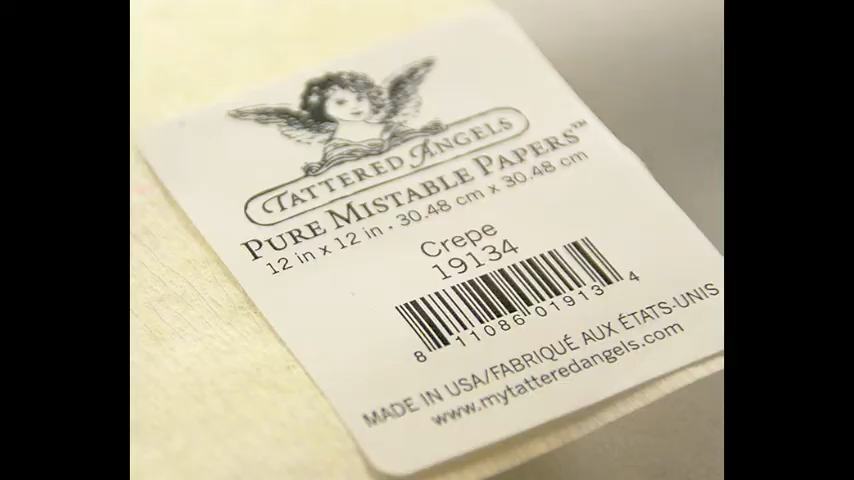 TATTERED ANGELS
PURE MISTABLE PAPERS™
12 in x 12 in · 30.48 cm x 30.48 cm
Crepe
19134
8 11086 01913 4
MADE IN USA/FABRIQUÉ AUX ÉTATS-UNIS
www.mytatteredangels.com